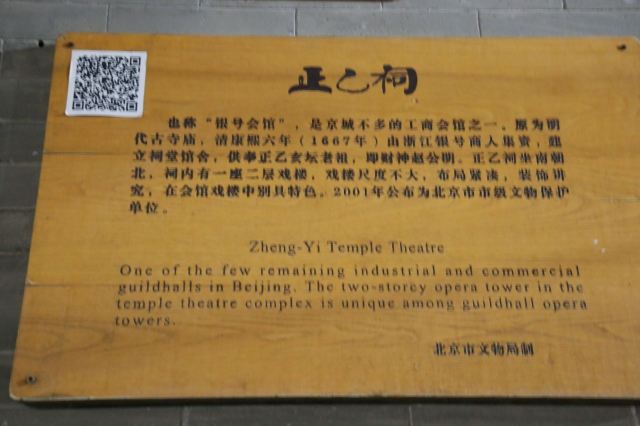 正乙祠
也称“银号会馆”，是京城不多的工商会馆之一。原为明
代古寺庙，清康熙六年（1667年）由浙江银号商人集资，建
立祠堂馆舍，供奉正乙玄坛老祖，即财神赵公明。正乙祠坐南朝
北，祠内有一座二层戏楼，戏楼尺度不大，布局紧凑，装饰讲
究，在会馆戏楼中别具特色。2001年公布为北京市市级文物保护
单位。
Zheng-Yi Temple Theatre
One of the few remaining industrial and commercial
guildhalls in Beijing. The two-storey opera tower in the
temple theatre complex is unique among guildhall opera
towers.
北京市文物局制